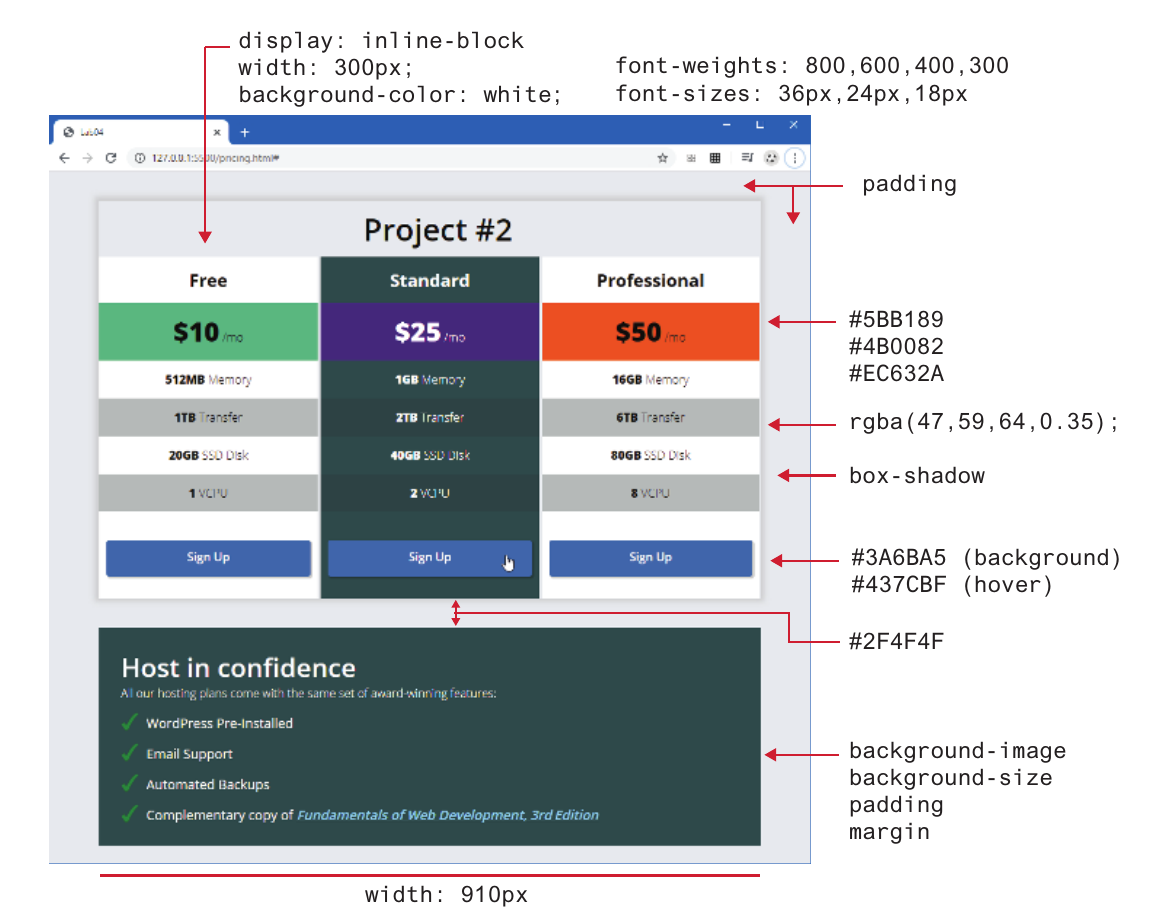 display: inline-block
width: 300px;
background-color: white;
font-weights: 800,600,400,300
font-sizes: 36px,24px,18px
Lab04
127.0.0.1:5500/pricing.html#
padding
Project #2
Free
Standard
Professional
$10 /mo
$25 /mo
$50 /mo
#5BB189
#4B0082
#EC632A
512MB Memory
1GB Memory
16GB Memory
1TB Transfer
2TB Transfer
6TB Transfer
rgba(47,59,64,0.35);
20GB SSD Disk
40GB SSD Disk
80GB SSD Disk
box-shadow
1 VCPU
2 VCPU
8 VCPU
Sign Up
Sign Up
Sign Up
#3A6BA5 (background)
#437CBF (hover)
#2F4F4F
Host in confidence
All our hosting plans come with the same set of award-winning features:
WordPress Pre-Installed
Email Support
Automated Backups
Complementary copy of Fundamentals of Web Development, 3rd Edition
background-image
background-size
padding
margin
width: 910px